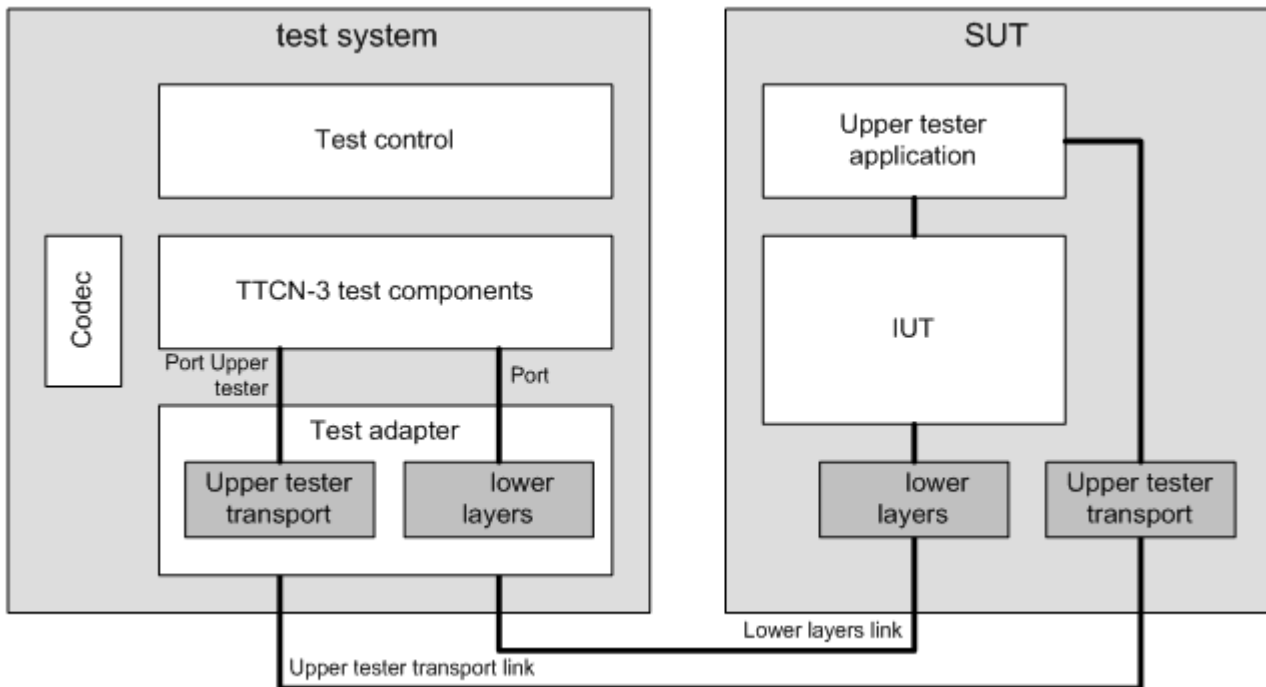 test system
SUT
Test control
Upper tester
application
Codec
TTCN-3 test components
IUT
Port Upper
tester
Port
Test adapter
Upper tester
transport
lower
layers
lower
layers
Upper tester
transport
Lower layers link
Upper tester transport link